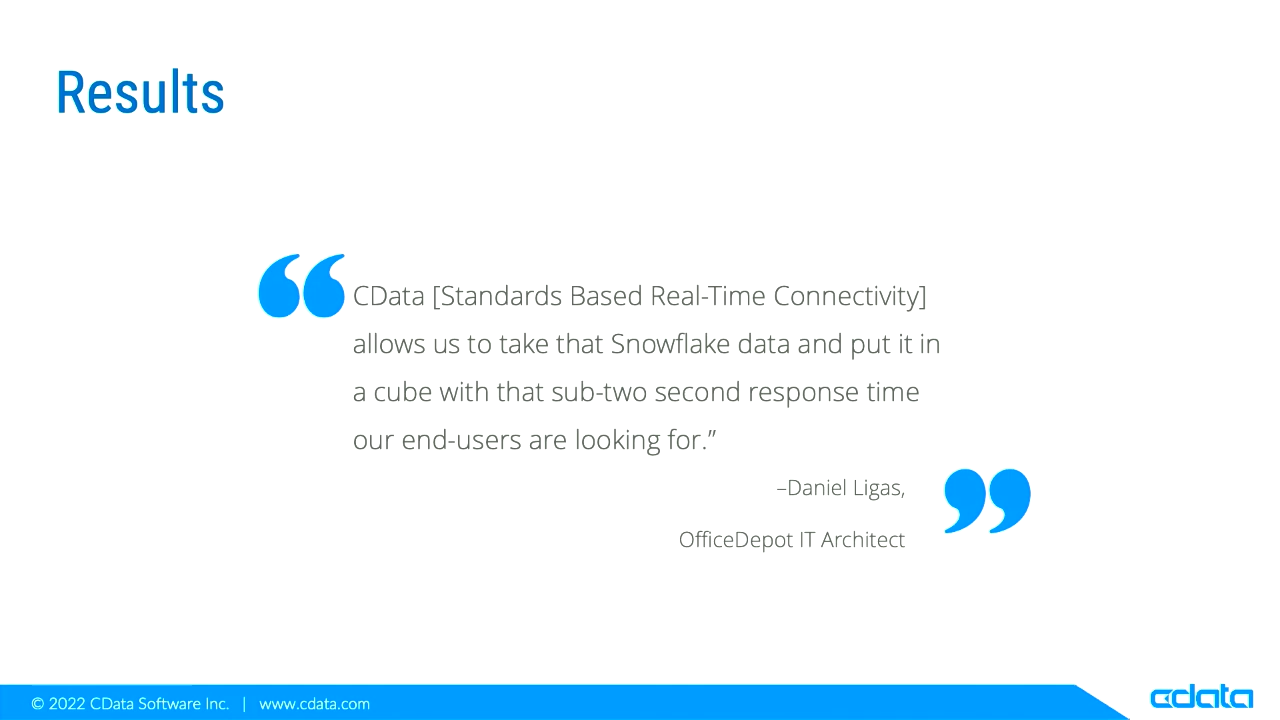 Results
CData [Standards Based Real-Time Connectivity]
allows us to take that Snowflake data and put it in
a cube with that sub-two second response time
our end-users are looking for.”
–Daniel Ligas,
OfficeDepot IT Architect
© 2022 CData Software Inc. | www.cdata.com
cdata